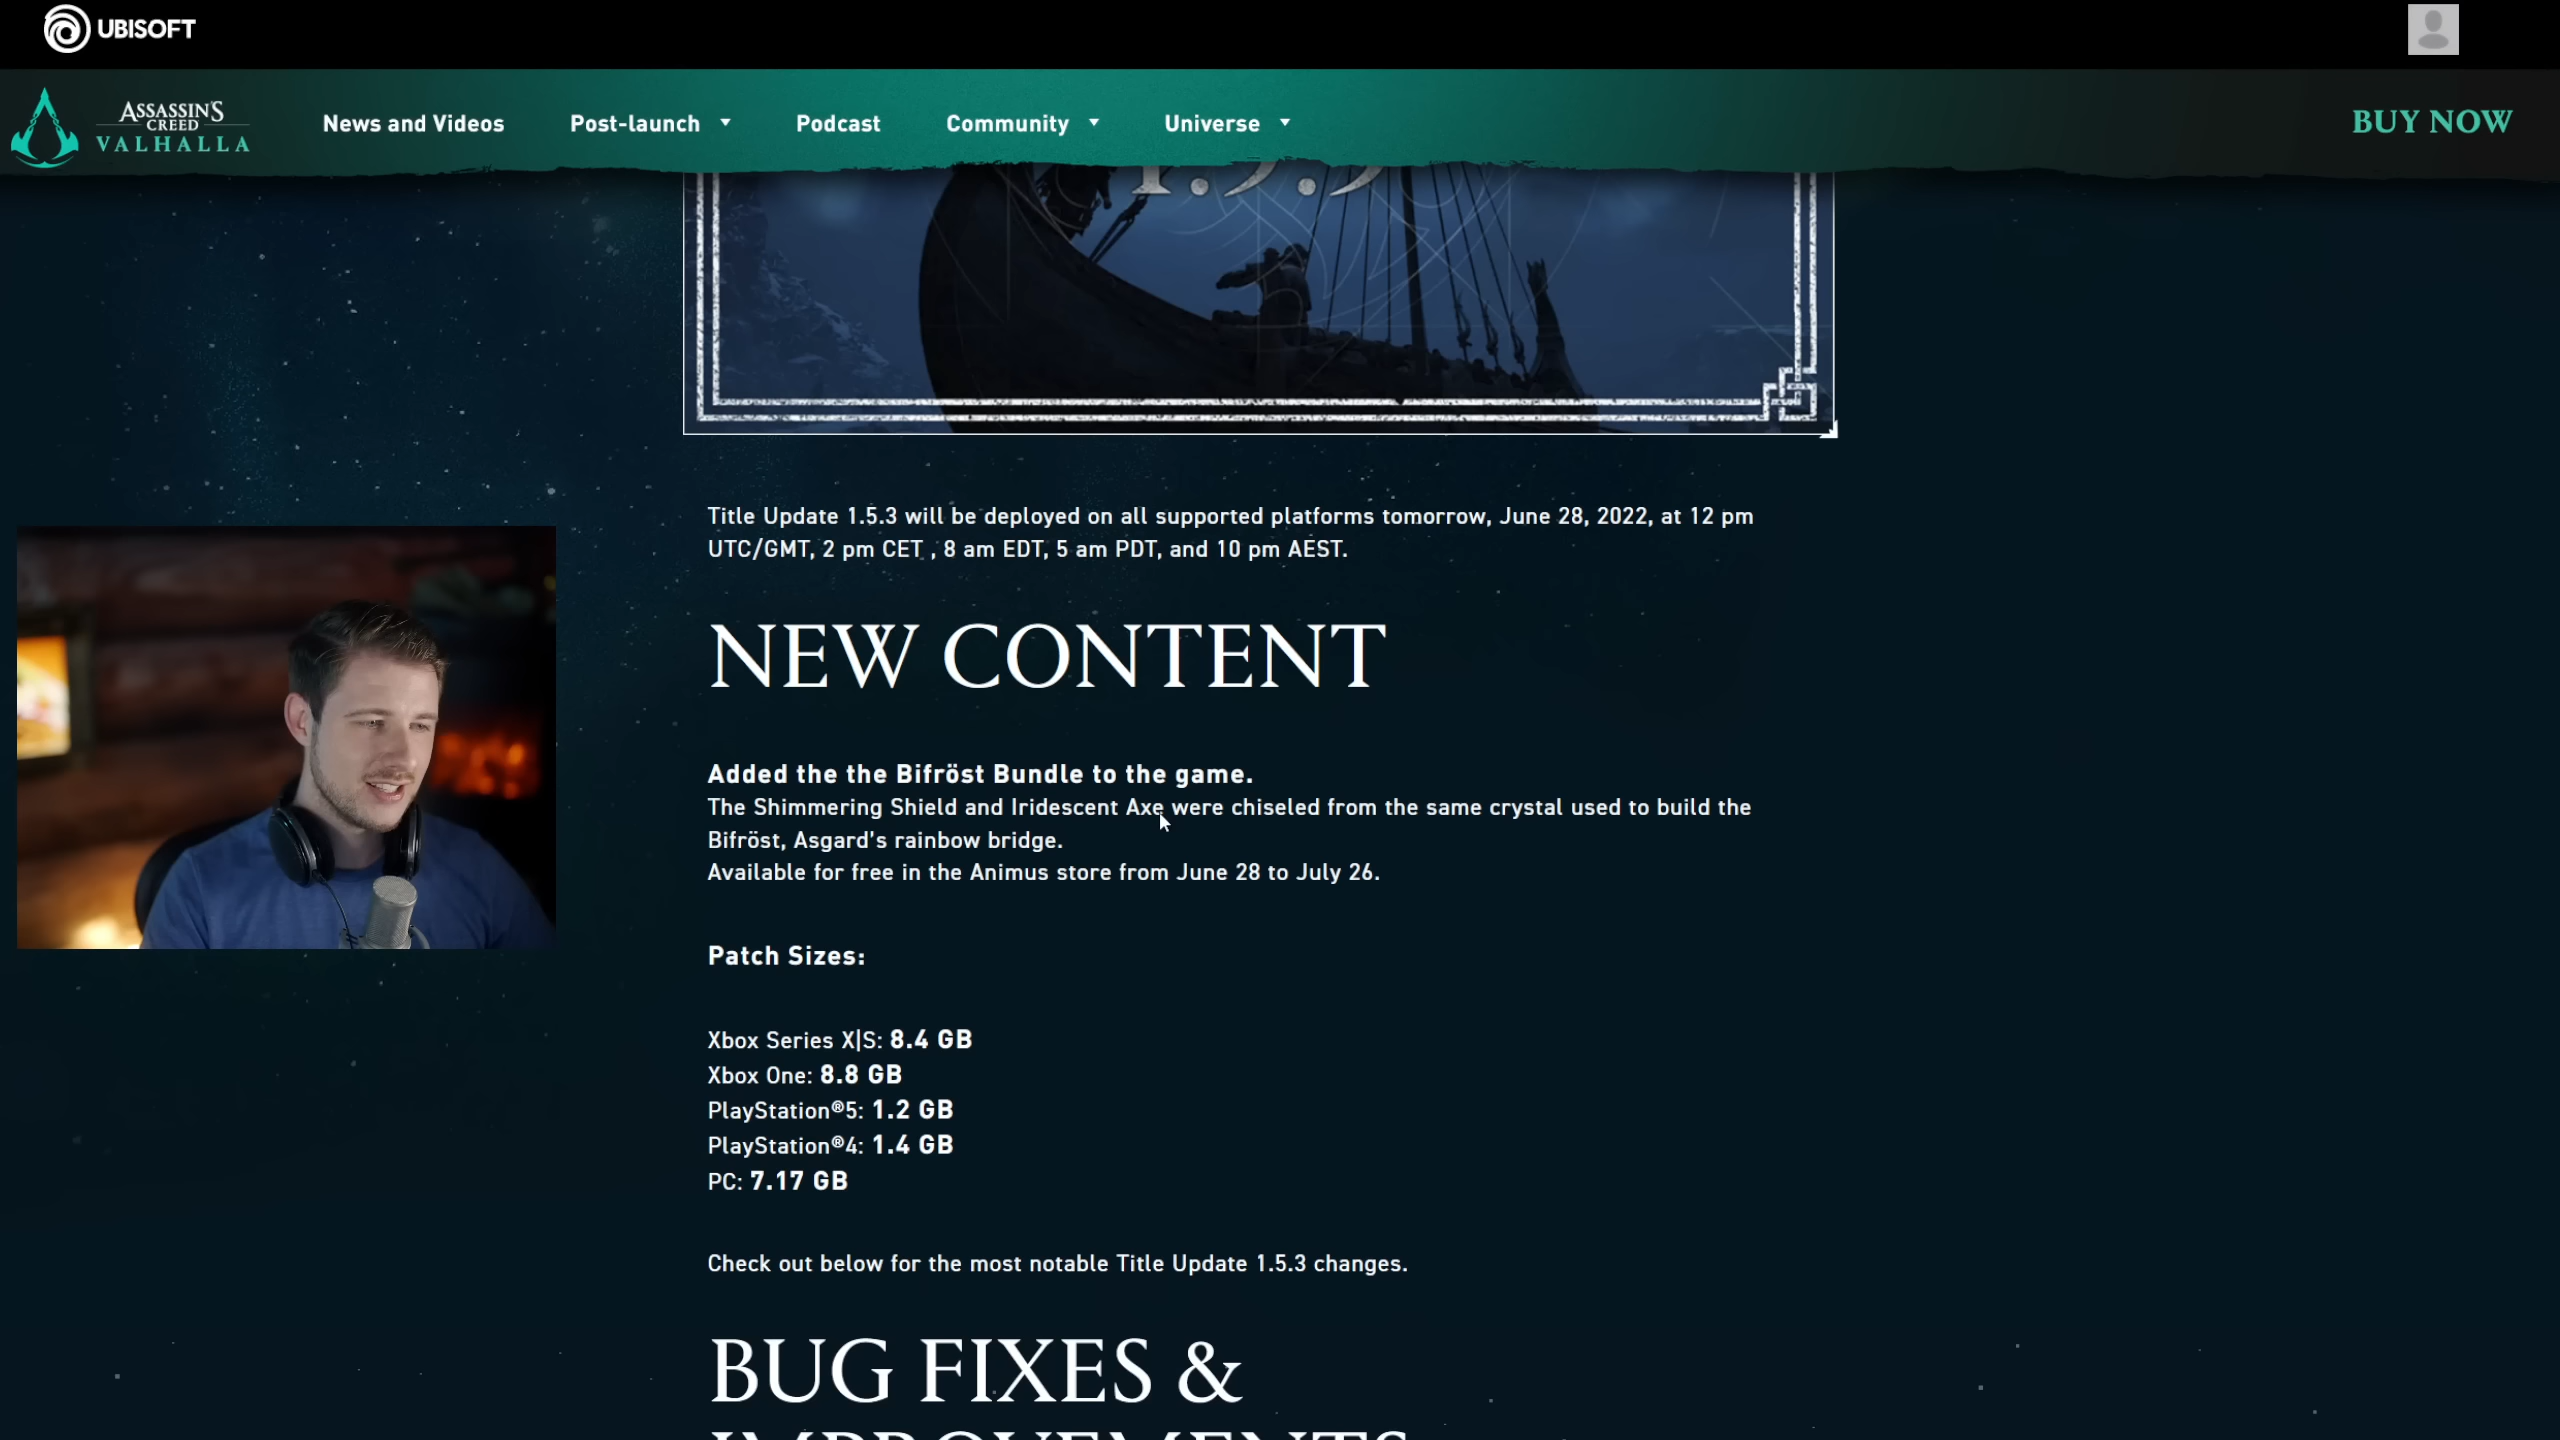 UBISOFT
ASSASSIN'S
CREED
VALHALLA
News and Videos
Post-launch
Podcast
Community
Universe
BUY NOW
1.5.3
Title Update 1.5.3 will be deployed on all supported platforms tomorrow, June 28, 2022, at 12 pm
UTC/GMT, 2 pm CET , 8 am EDT, 5 am PDT, and 10 pm AEST.
NEW CONTENT
Added the the Bifröst Bundle to the game.
The Shimmering Shield and Iridescent Axe were chiseled from the same crystal used to build the
Bifröst, Asgard's rainbow bridge.
Available for free in the Animus store from June 28 to July 26.
Patch Sizes:
Xbox Series X|S: 8.4 GB
Xbox One: 8.8 GB
PlayStation®5: 1.2 GB
PlayStation®4: 1.4 GB
PC: 7.17 GB
Check out below for the most notable Title Update 1.5.3 changes.
BUG FIXES &
IMPROVEMENTS